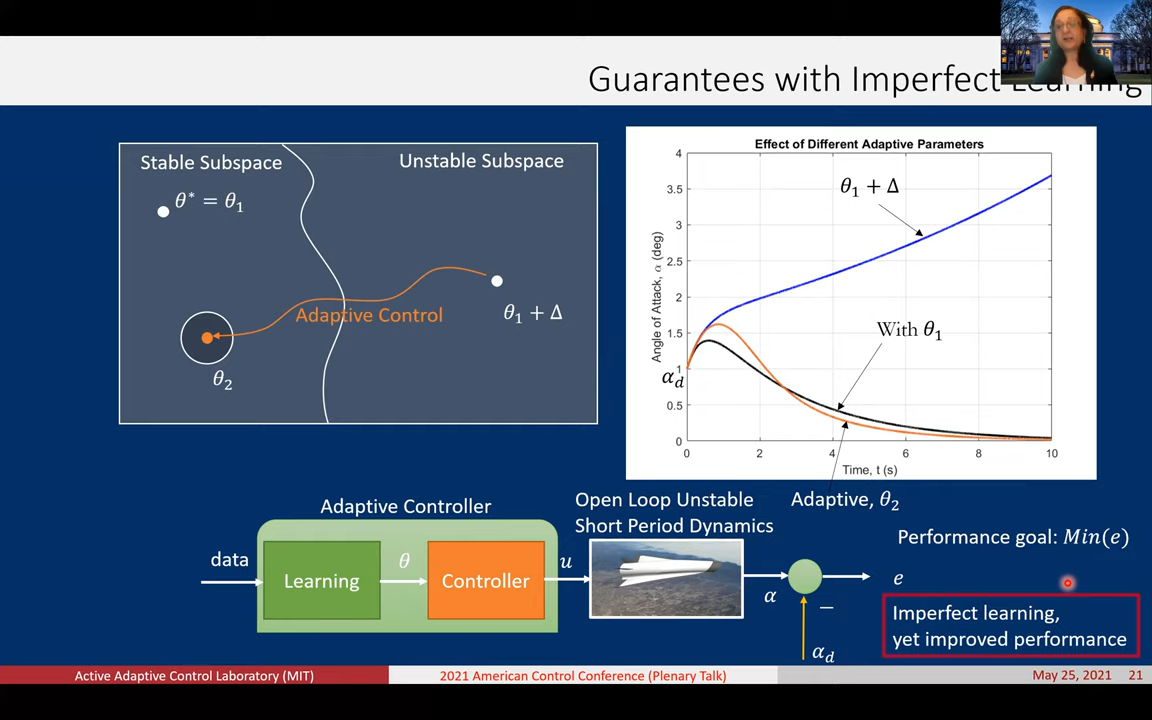 Guarantees with Imperfect Learning
Stable Subspace
Unstable Subspace
θ* = θ₁
θ₁ + Δ
Adaptive Control
θ₂
Effect of Different Adaptive Parameters
4
3.5
3
2.5
2
1.5
1
0.5
0
Angle of Attack, α (deg)
α_d
θ₁ + Δ
With θ₁
0 2 4 6 8 10
Time, t (s)
Adaptive, θ₂
Adaptive Controller
data
Learning
θ
Controller
u
Open Loop Unstable
Short Period Dynamics
α
−
α_d
e
Performance goal: Min(e)
Imperfect learning,
yet improved performance
Active Adaptive Control Laboratory (MIT)
2021 American Control Conference (Plenary Talk)
May 25, 2021 21